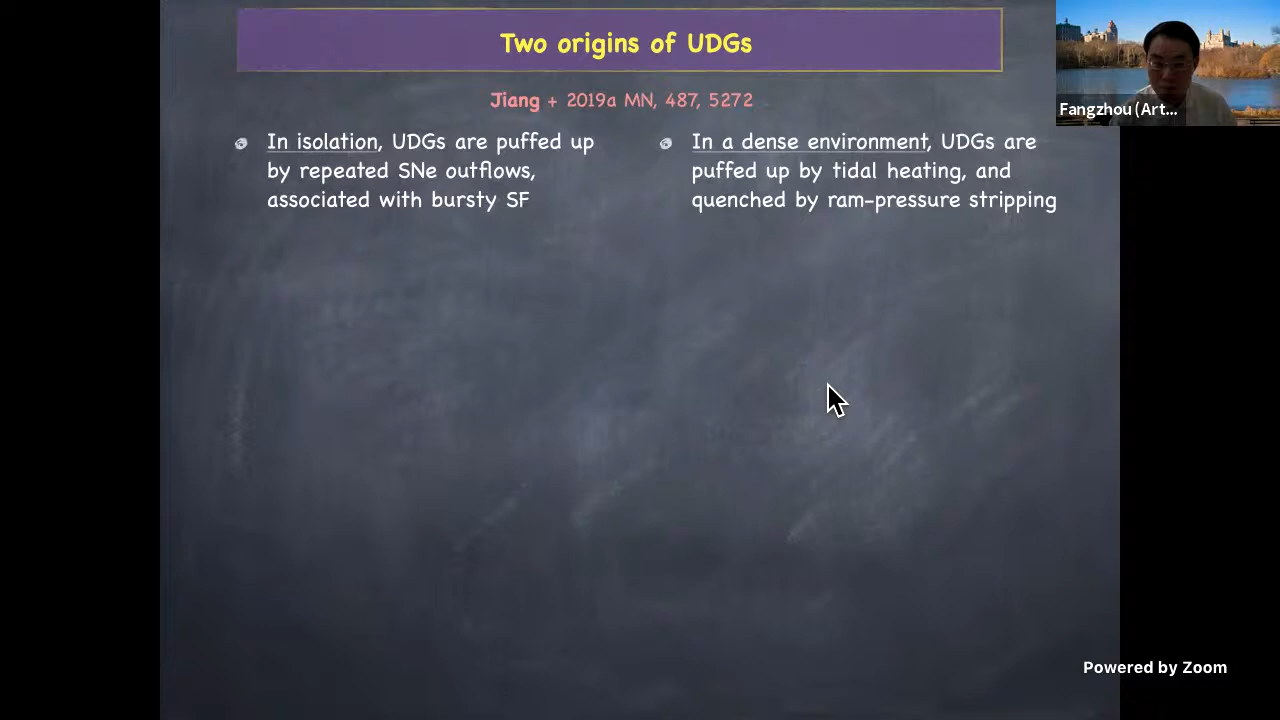 Two origins of UDGs
Jiang + 2019a MN, 487, 5272
In isolation, UDGs are puffed up
by repeated SNe outflows,
associated with bursty SF
In a dense environment, UDGs are
puffed up by tidal heating, and
quenched by ram-pressure stripping
Fangzhou (Art...
Powered by Zoom